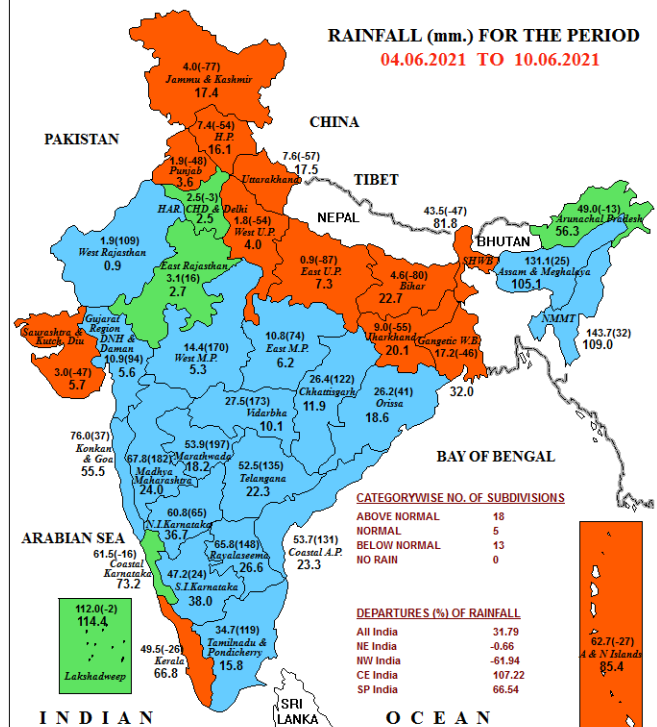 RAINFALL (mm.) FOR THE PERIOD
04.06.2021 TO 10.06.2021
4.0(-77)
Jammu & Kashmir
17.4
CHINA
7.4(-54)
H.P.
16.1
PAKISTAN
1.9(-48)
Punjab
3.6
7.6(-57)
17.5
Uttarakhand
TIBET
2.5(-3)
HAR. CHD & Delhi
2.5
NEPAL
1.8(-54)
West U.P.
4.0
43.5(-47)
81.8
49.0(-13)
Arunachal Pradesh
56.3
BHUTAN
1.9(109)
West Rajasthan
0.9
East Rajasthan
3.1(16)
2.7
0.9(-87)
East U.P.
7.3
4.6(-80)
Bihar
22.7
SHWB
131.1(25)
Assam & Meghalaya
105.1
NMMT
143.7(32)
109.0
Saurashtra &
Kutch, Diu
3.0(-47)
5.7
Gujarat
Region
DNH &
Daman
10.9(94)
5.6
14.4(170)
West M.P.
5.3
10.8(74)
East M.P.
6.2
9.0(-55)
Jharkhand
20.1
Gangetic W.B.
17.2(-46)
32.0
26.4(122)
Chhattisgarh
11.9
26.2(41)
Orissa
18.6
27.5(173)
Vidarbha
10.1
76.0(37)
Konkan
& Goa
55.5
67.8(182)
Madhya
Maharashtra
24.0
53.9(197)
Marathwada
18.2
52.5(135)
Telangana
22.3
BAY OF BENGAL
CATEGORYWISE NO. OF SUBDIVISIONS
ABOVE NORMAL 18
NORMAL 5
BELOW NORMAL 13
NO RAIN 0
ARABIAN SEA
60.8(65)
N.I.Karnataka
36.7
61.5(-16)
Coastal
Karnataka
73.2
65.8(148)
Rayalaseema
26.6
53.7(131)
Coastal A.P.
23.3
47.2(24)
S.I.Karnataka
38.0
112.0(-2)
114.4
Lakshadweep
49.5(-26)
Kerala
66.8
34.7(119)
Tamilnadu &
Pondicherry
15.8
DEPARTURES (%) OF RAINFALL
All India 31.79
NE India -0.66
NW India -61.94
CE India 107.22
SP India 66.54
62.7(-27)
A & N Islands
85.4
SRI
LANKA
INDIAN OCEAN